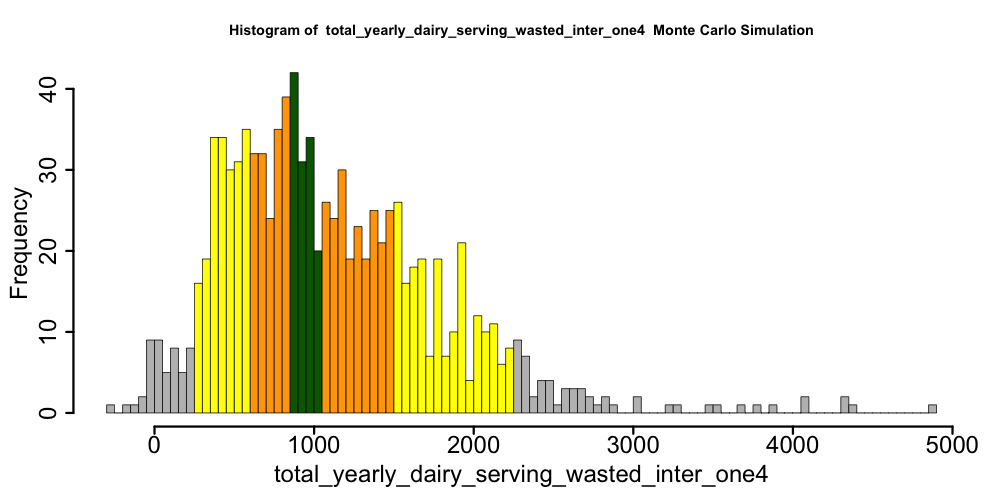 Histogram of  total_yearly_dairy_serving_wasted_inter_one4  Monte Carlo Simulation
Frequency
40
30
20
10
0
0 1000 2000 3000 4000 5000
total_yearly_dairy_serving_wasted_inter_one4